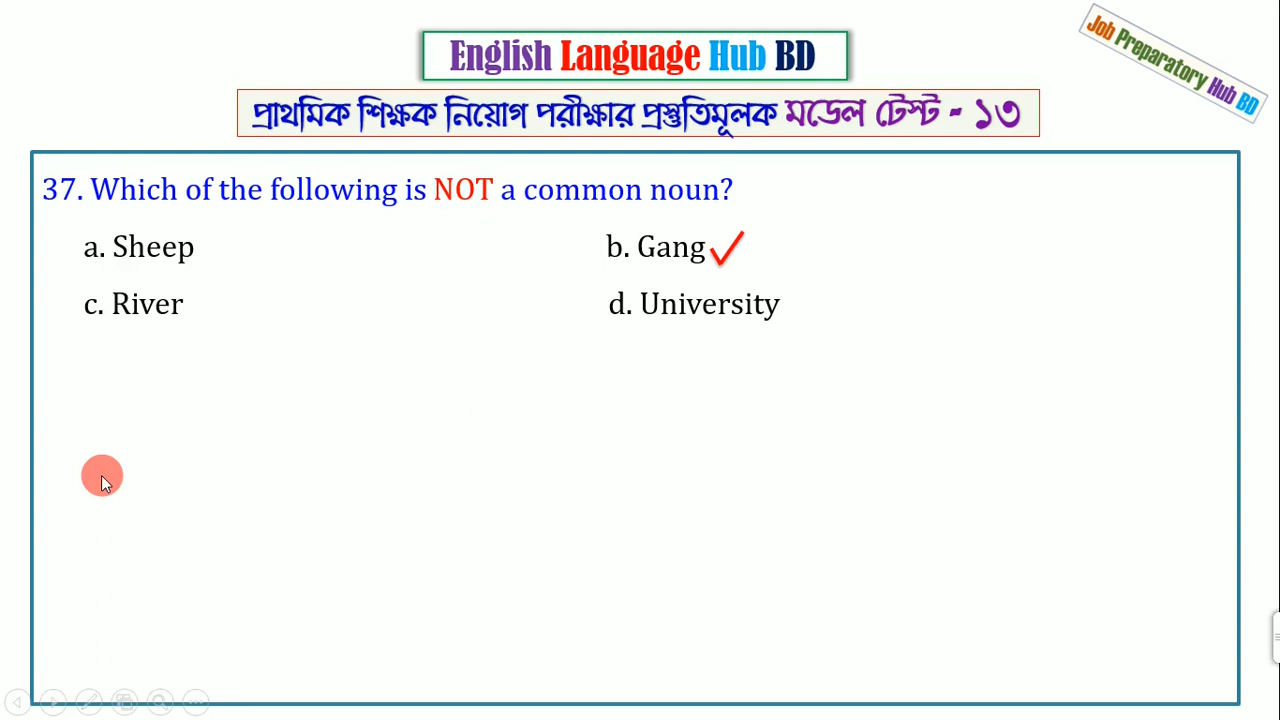 English Language Hub BD
Job Preparatory Hub BD
প্রাথমিক শিক্ষক নিয়োগ পরীক্ষার প্রস্তুতিমূলক মডেল টেস্ট - ১৩
37. Which of the following is NOT a common noun?
a. Sheep
b. Gang
c. River
d. University